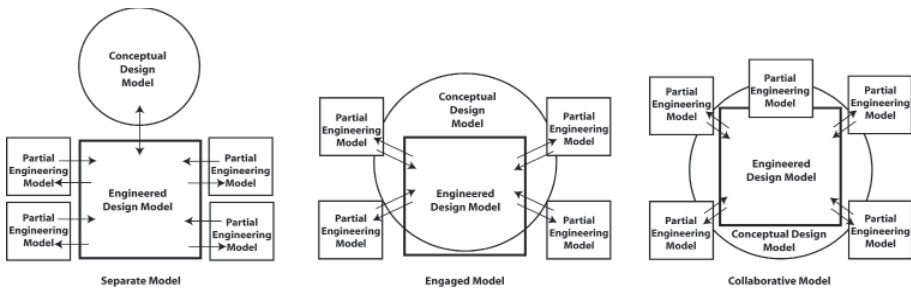 Conceptual
Design
Model
Partial
Engineering
Model
Partial
Engineering
Model
Engineered
Design Model
Partial
Engineering
Model
Partial
Engineering
Model
Separate Model
Conceptual
Design
Model
Partial
Engineering
Model
Partial
Engineering
Model
Engineered
Design Model
Partial
Engineering
Model
Partial
Engineering
Model
Engaged Model
Partial
Engineering
Model
Partial
Engineering
Model
Partial
Engineering
Model
Engineered
Design Model
Partial
Engineering
Model
Conceptual Design
Model
Partial
Engineering
Model
Collaborative Model